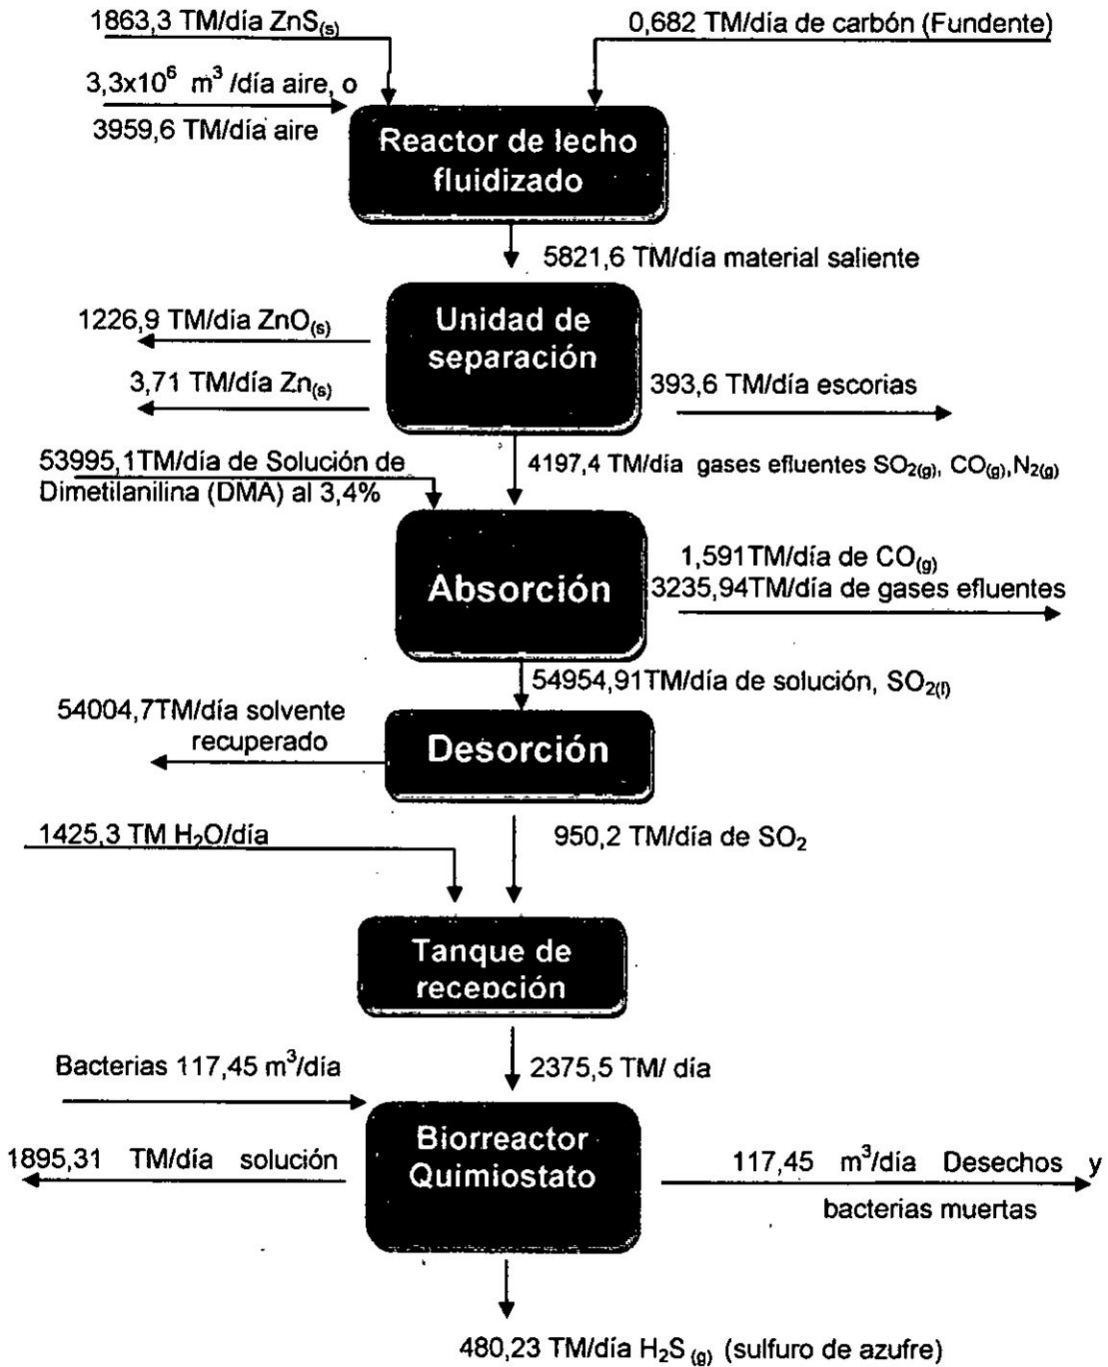 1863,3 TM/día ZnS(s)
0,682 TM/día de carbón (Fundente)
3,3x10⁶ m³ /día aire, o
3959,6 TM/día aire
Reactor de lecho
fluidizado
5821,6 TM/día material saliente
1226,9 TM/día ZnO(s)
Unidad de
separación
3,71 TM/día Zn(s)
393,6 TM/día escorias
53995,1TM/día de Solución de
Dimetilanilina (DMA) al 3,4%
4197,4 TM/día gases efluentes SO₂(g), CO(g),N₂(g)
Absorción
1,591TM/día de CO(g)
3235,94TM/día de gases efluentes
54954,91TM/día de solución, SO₂(l)
54004,7TM/día solvente
recuperado
Desorción
1425,3 TM H₂O/día
950,2 TM/día de SO₂
Tanque de
recepción
Bacterias 117,45 m³/día
2375,5 TM/ día
Biorreactor
Quimiostato
1895,31 TM/día solución
117,45 m³/día Desechos y
bacterias muertas
480,23 TM/día H₂S (g) (sulfuro de azufre)